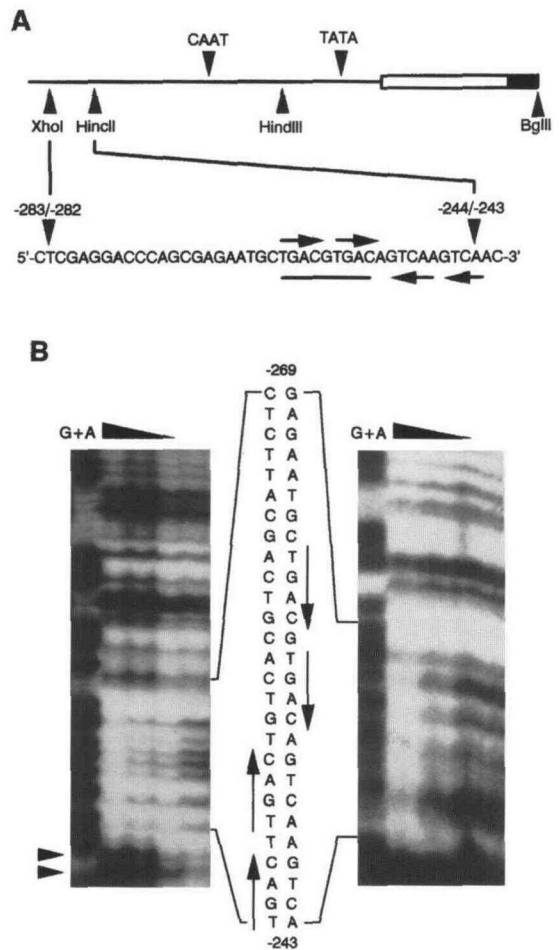 A
CAAT TATA
XhoI HincII HindIII BglII
-283/-282 -244/-243
5'-CTCGAGGACCCAGCGAGAATGCTGACGTGACAGTCAAGTCAAC-3'
B
-269
G+A G+A
C G
T A
C G
T A
T A
A T
C G
G C
A T
C G
T A
G C
C G
A T
C G
T A
G C
T A
C G
A T
G C
T A
T A
C G
A T
G C
T A
-243